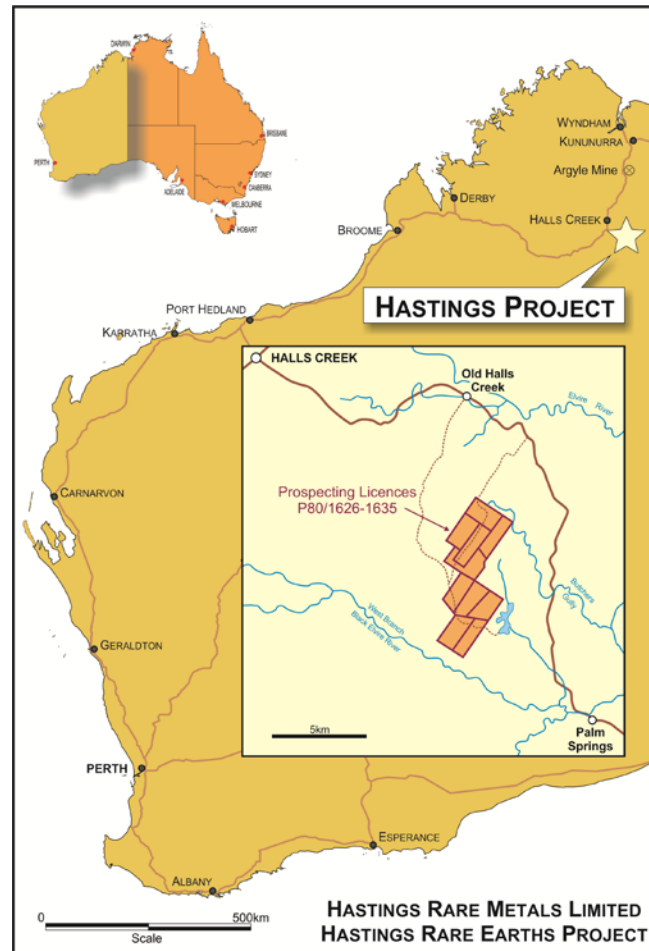 DARWIN
BRISBANE
PERTH
SYDNEY
CANBERRA
ADELAIDE
MELBOURNE
HOBART
WYNDHAM
KUNUNURRA
Argyle Mine
DERBY
HALLS CREEK
BROOME
HASTINGS PROJECT
PORT HEDLAND
KARRATHA
HALLS CREEK
Old Halls
Creek
Elvire River
Prospecting Licences
P80/1626-1635
CARNARVON
Butchers
Gully
West Branch
Black Elvire River
GERALDTON
5km
Palm
Springs
PERTH
ESPERANCE
ALBANY
0 500km
Scale
HASTINGS RARE METALS LIMITED
HASTINGS RARE EARTHS PROJECT